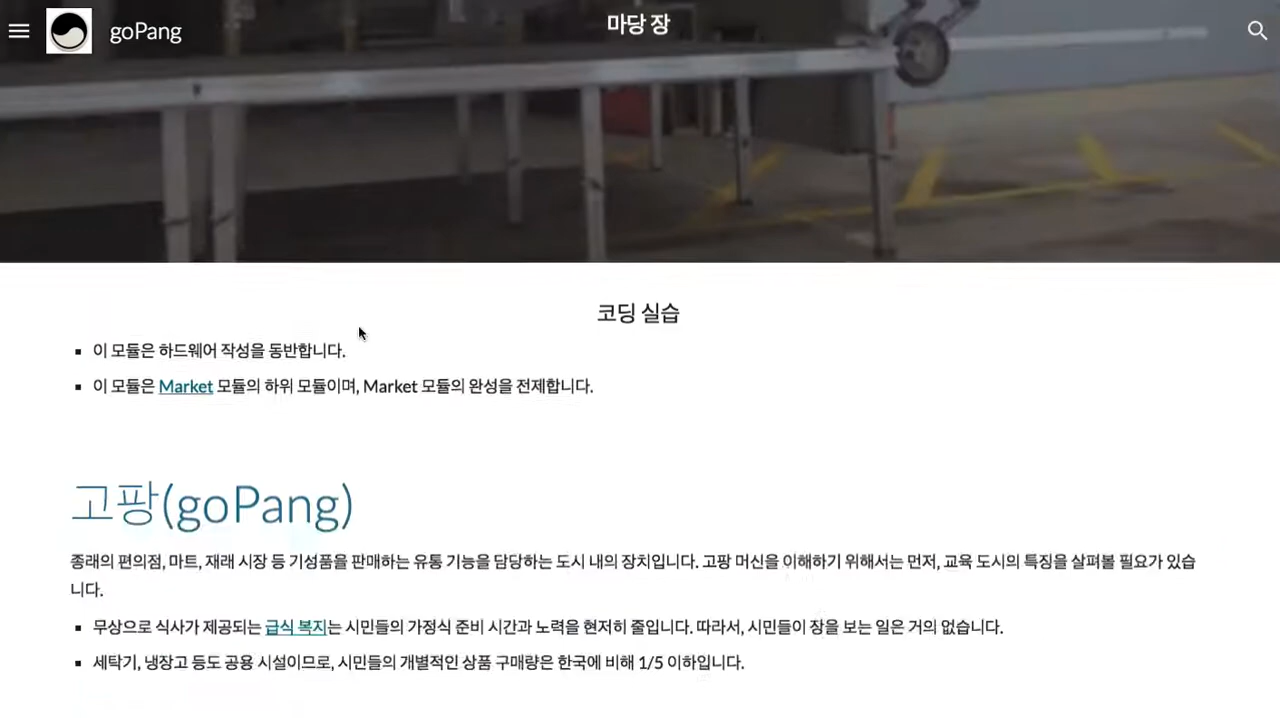 goPang
마당 장
코딩 실습
이 모듈은 하드웨어 작성을 동반합니다.
이 모듈은 Market 모듈의 하위 모듈이며, Market 모듈의 완성을 전제합니다.
고팡(goPang)
종래의 편의점, 마트, 재래 시장 등 기성품을 판매하는 유통 기능을 담당하는 도시 내의 장치입니다. 고팡 머신을 이해하기 위해서는 먼저, 교육 도시의 특징을 살펴볼 필요가 있습
니다.
무상으로 식사가 제공되는 급식 복지는 시민들의 가정식 준비 시간과 노력을 현저히 줄입니다. 따라서, 시민들이 장을 보는 일은 거의 없습니다.
세탁기, 냉장고 등도 공용 시설이므로, 시민들의 개별적인 상품 구매량은 한국에 비해 1/5 이하입니다.